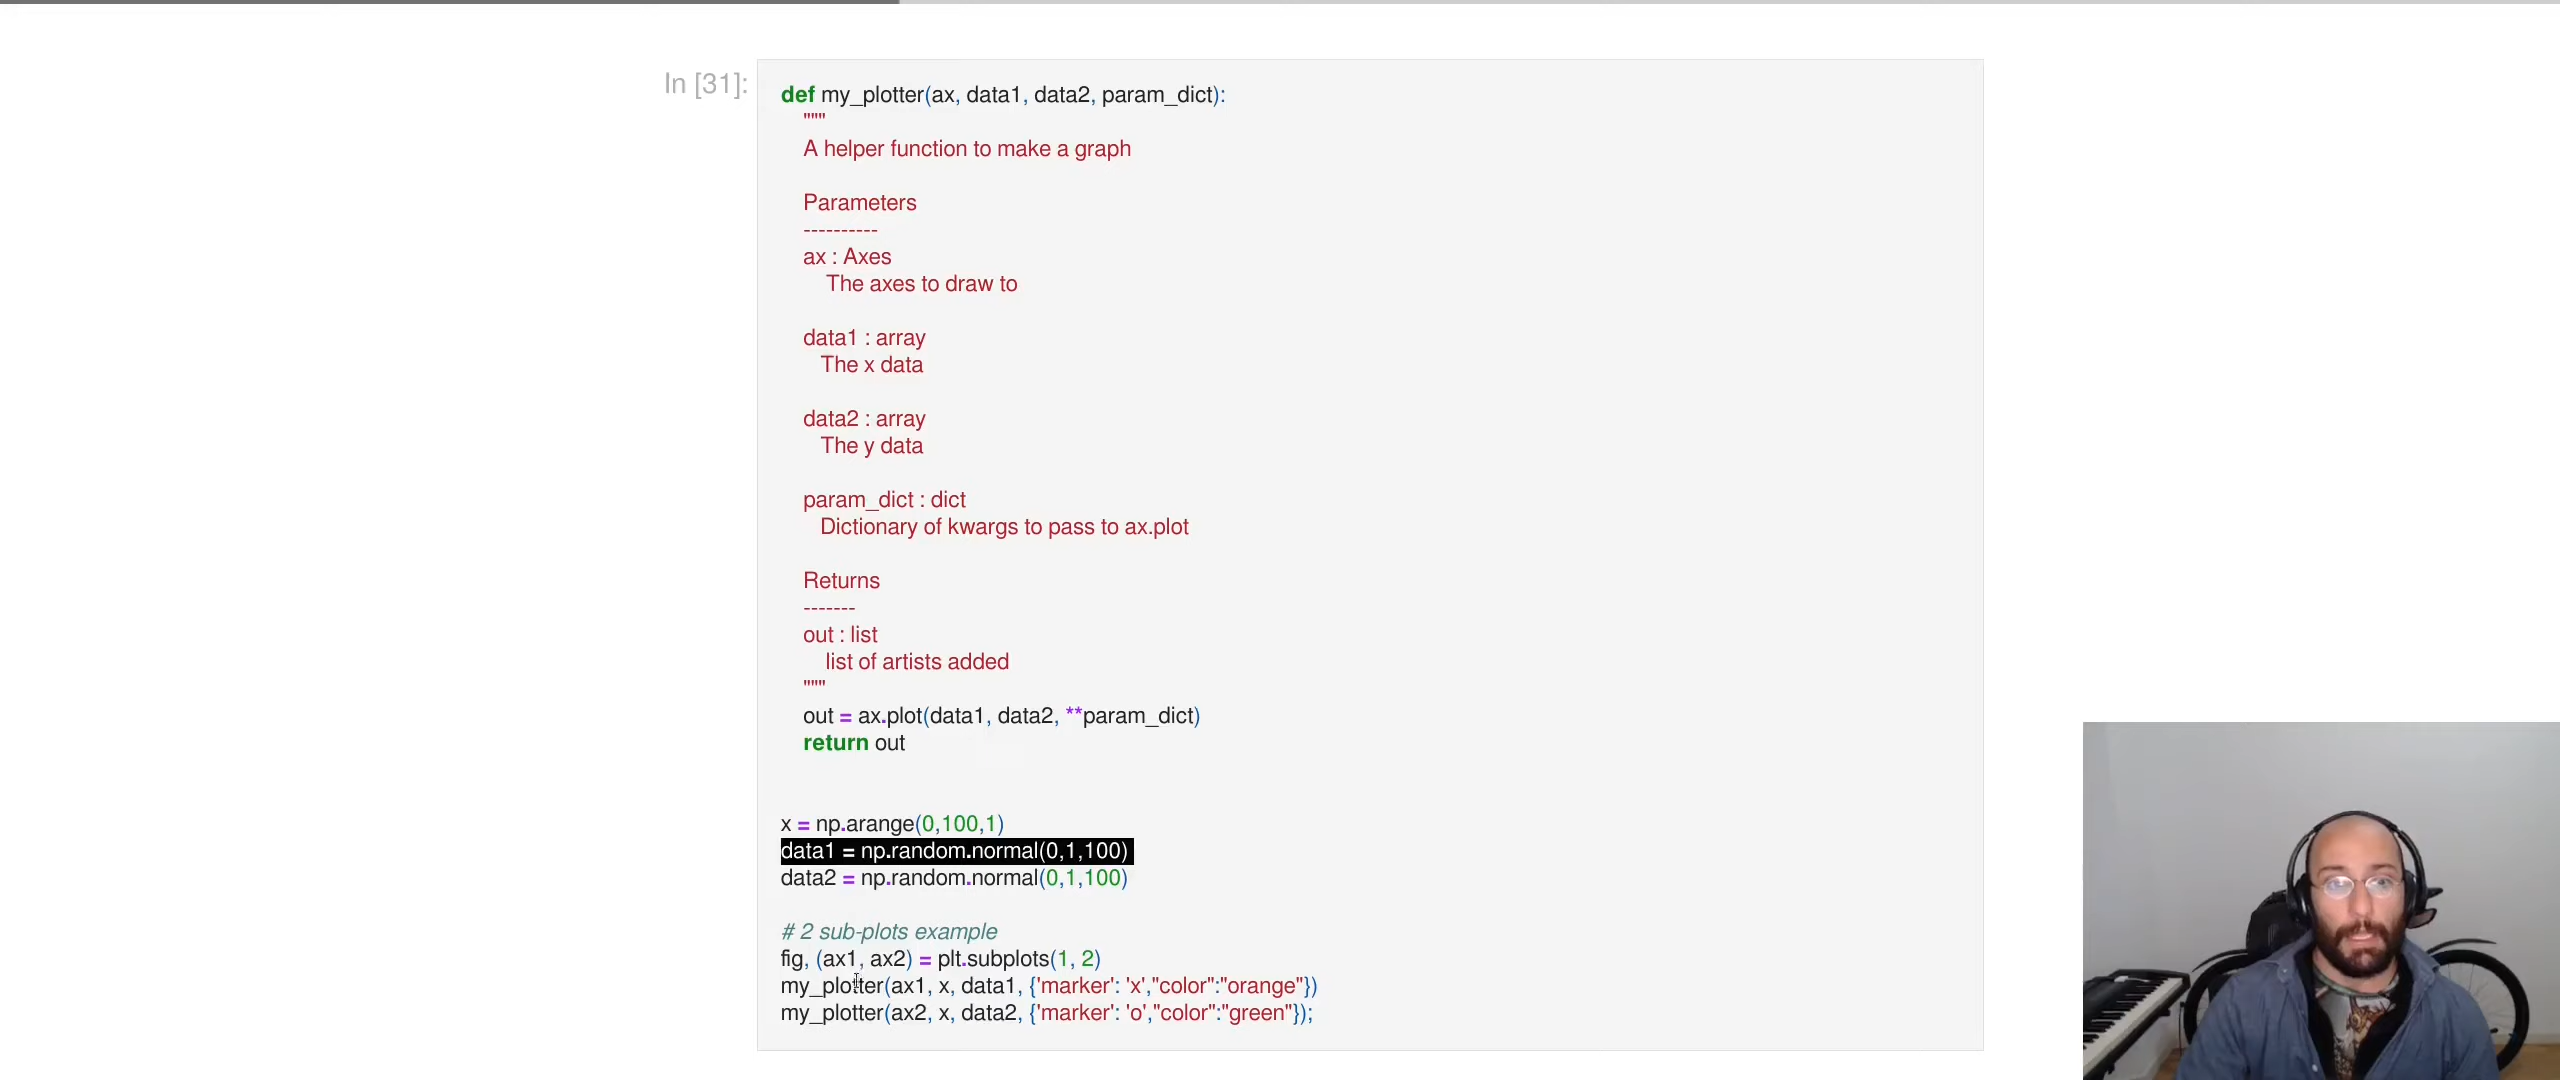 In [31]:
def my_plotter(ax, data1, data2, param_dict):
"""
A helper function to make a graph
Parameters
----------
ax : Axes
The axes to draw to
data1 : array
The x data
data2 : array
The y data
param_dict : dict
Dictionary of kwargs to pass to ax.plot
Returns
-------
out : list
list of artists added
"""
out = ax.plot(data1, data2, **param_dict)
return out
x = np.arange(0,100,1)
data1 = np.random.normal(0,1,100)
data2 = np.random.normal(0,1,100)
# 2 sub-plots example
fig, (ax1, ax2) = plt.subplots(1, 2)
my_plotter(ax1, x, data1, {'marker': 'x',"color":"orange"})
my_plotter(ax2, x, data2, {'marker': 'o',"color":"green"});